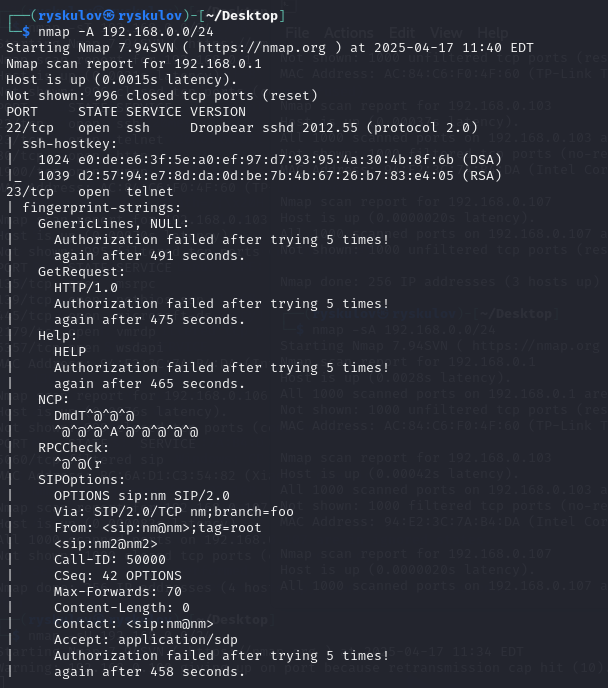 ┌──(ryskulov㉿ryskulov)-[~/Desktop]
└─$ nmap -A 192.168.0.0/24
Starting Nmap 7.94SVN ( https://nmap.org ) at 2025-04-17 11:40 EDT
Nmap scan report for 192.168.0.1
Host is up (0.0015s latency).
Not shown: 996 closed tcp ports (reset)
PORT     STATE SERVICE VERSION
22/tcp   open  ssh     Dropbear sshd 2012.55 (protocol 2.0)
| ssh-hostkey:
|   1024 e0:de:e6:3f:5e:a0:ef:97:d7:93:95:4a:30:4b:8f:6b (DSA)
|_  1039 d2:57:94:e7:8d:da:0d:be:7b:4b:67:26:b7:83:e4:05 (RSA)
23/tcp   open  telnet
| fingerprint-strings:
|   GenericLines, NULL:
|     Authorization failed after trying 5 times!
|     again after 491 seconds.
|   GetRequest:
|     HTTP/1.0
|     Authorization failed after trying 5 times!
|     again after 475 seconds.
|   Help:
|     HELP
|     Authorization failed after trying 5 times!
|     again after 465 seconds.
|   NCP:
|     DmdT^@^@^@
|     ^@^@^@^A^@^@^@^@^@
|   RPCCheck:
|     ^@^@(r
|   SIPOptions:
|     OPTIONS sip:nm SIP/2.0
|     Via: SIP/2.0/TCP nm;branch=foo
|     From: <sip:nm@nm>;tag=root
|     <sip:nm2@nm2>
|     Call-ID: 50000
|     CSeq: 42 OPTIONS
|     Max-Forwards: 70
|     Content-Length: 0
|     Contact: <sip:nm@nm>
|     Accept: application/sdp
|     Authorization failed after trying 5 times!
|     again after 458 seconds.